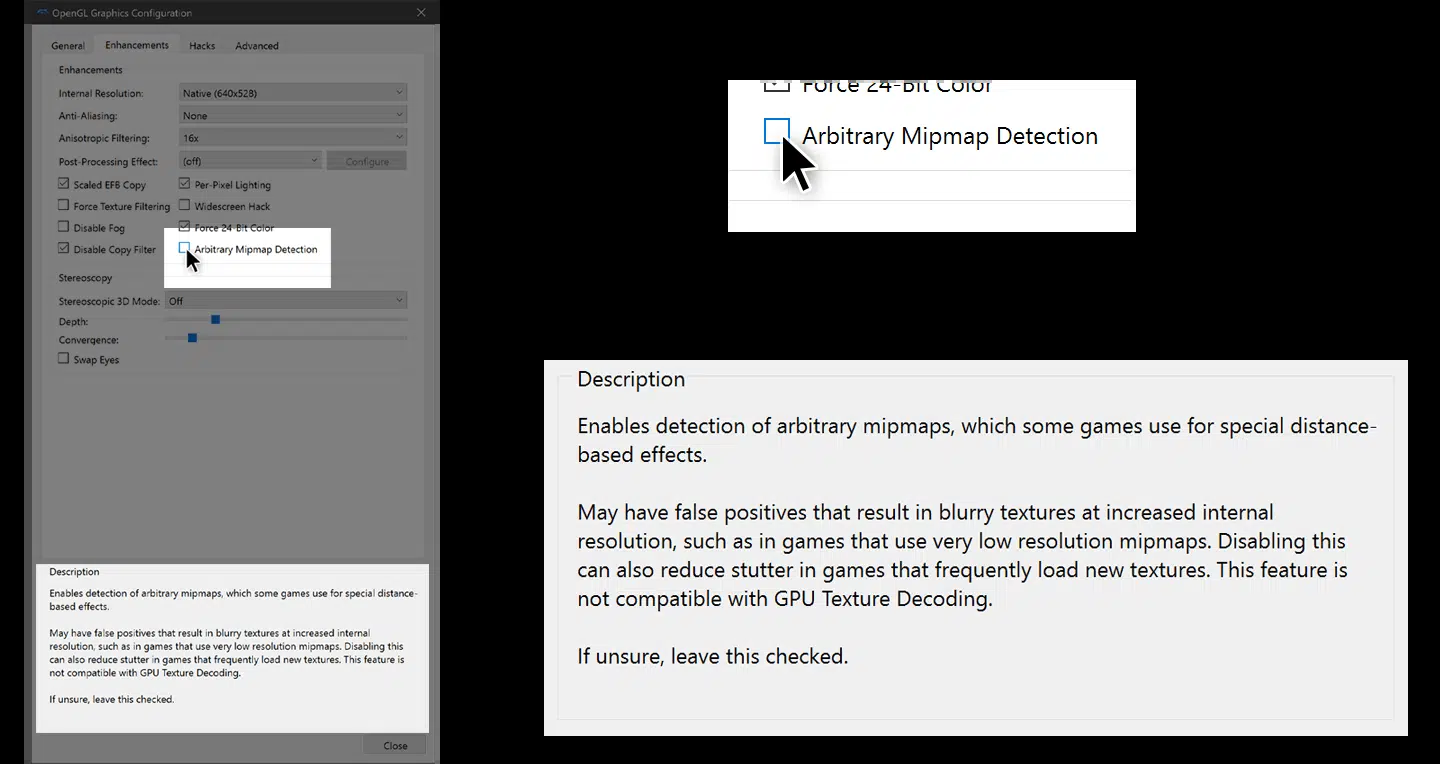 OpenGL Graphics Configuration
General Enhancements Hacks Advanced
Enhancements
Internal Resolution: Native (640x528)
Anti-Aliasing: None
Anisotropic Filtering: 16x
Post-Processing Effect: (off) Configure
Scaled EFB Copy Per-Pixel Lighting
Force Texture Filtering Widescreen Hack
Disable Fog Force 24-Bit Color
Disable Copy Filter Arbitrary Mipmap Detection
Stereoscopy
Stereoscopic 3D Mode: Off
Depth:
Convergence:
Swap Eyes
Description
Enables detection of arbitrary mipmaps, which some games use for special distance-
based effects.
May have false positives that result in blurry textures at increased internal
resolution, such as in games that use very low resolution mipmaps. Disabling this
can also reduce stutter in games that frequently load new textures. This feature is
not compatible with GPU Texture Decoding.
If unsure, leave this checked.
Close
Force 24-Bit Color
Arbitrary Mipmap Detection
Description
Enables detection of arbitrary mipmaps, which some games use for special distance-
based effects.
May have false positives that result in blurry textures at increased internal
resolution, such as in games that use very low resolution mipmaps. Disabling this
can also reduce stutter in games that frequently load new textures. This feature is
not compatible with GPU Texture Decoding.
If unsure, leave this checked.